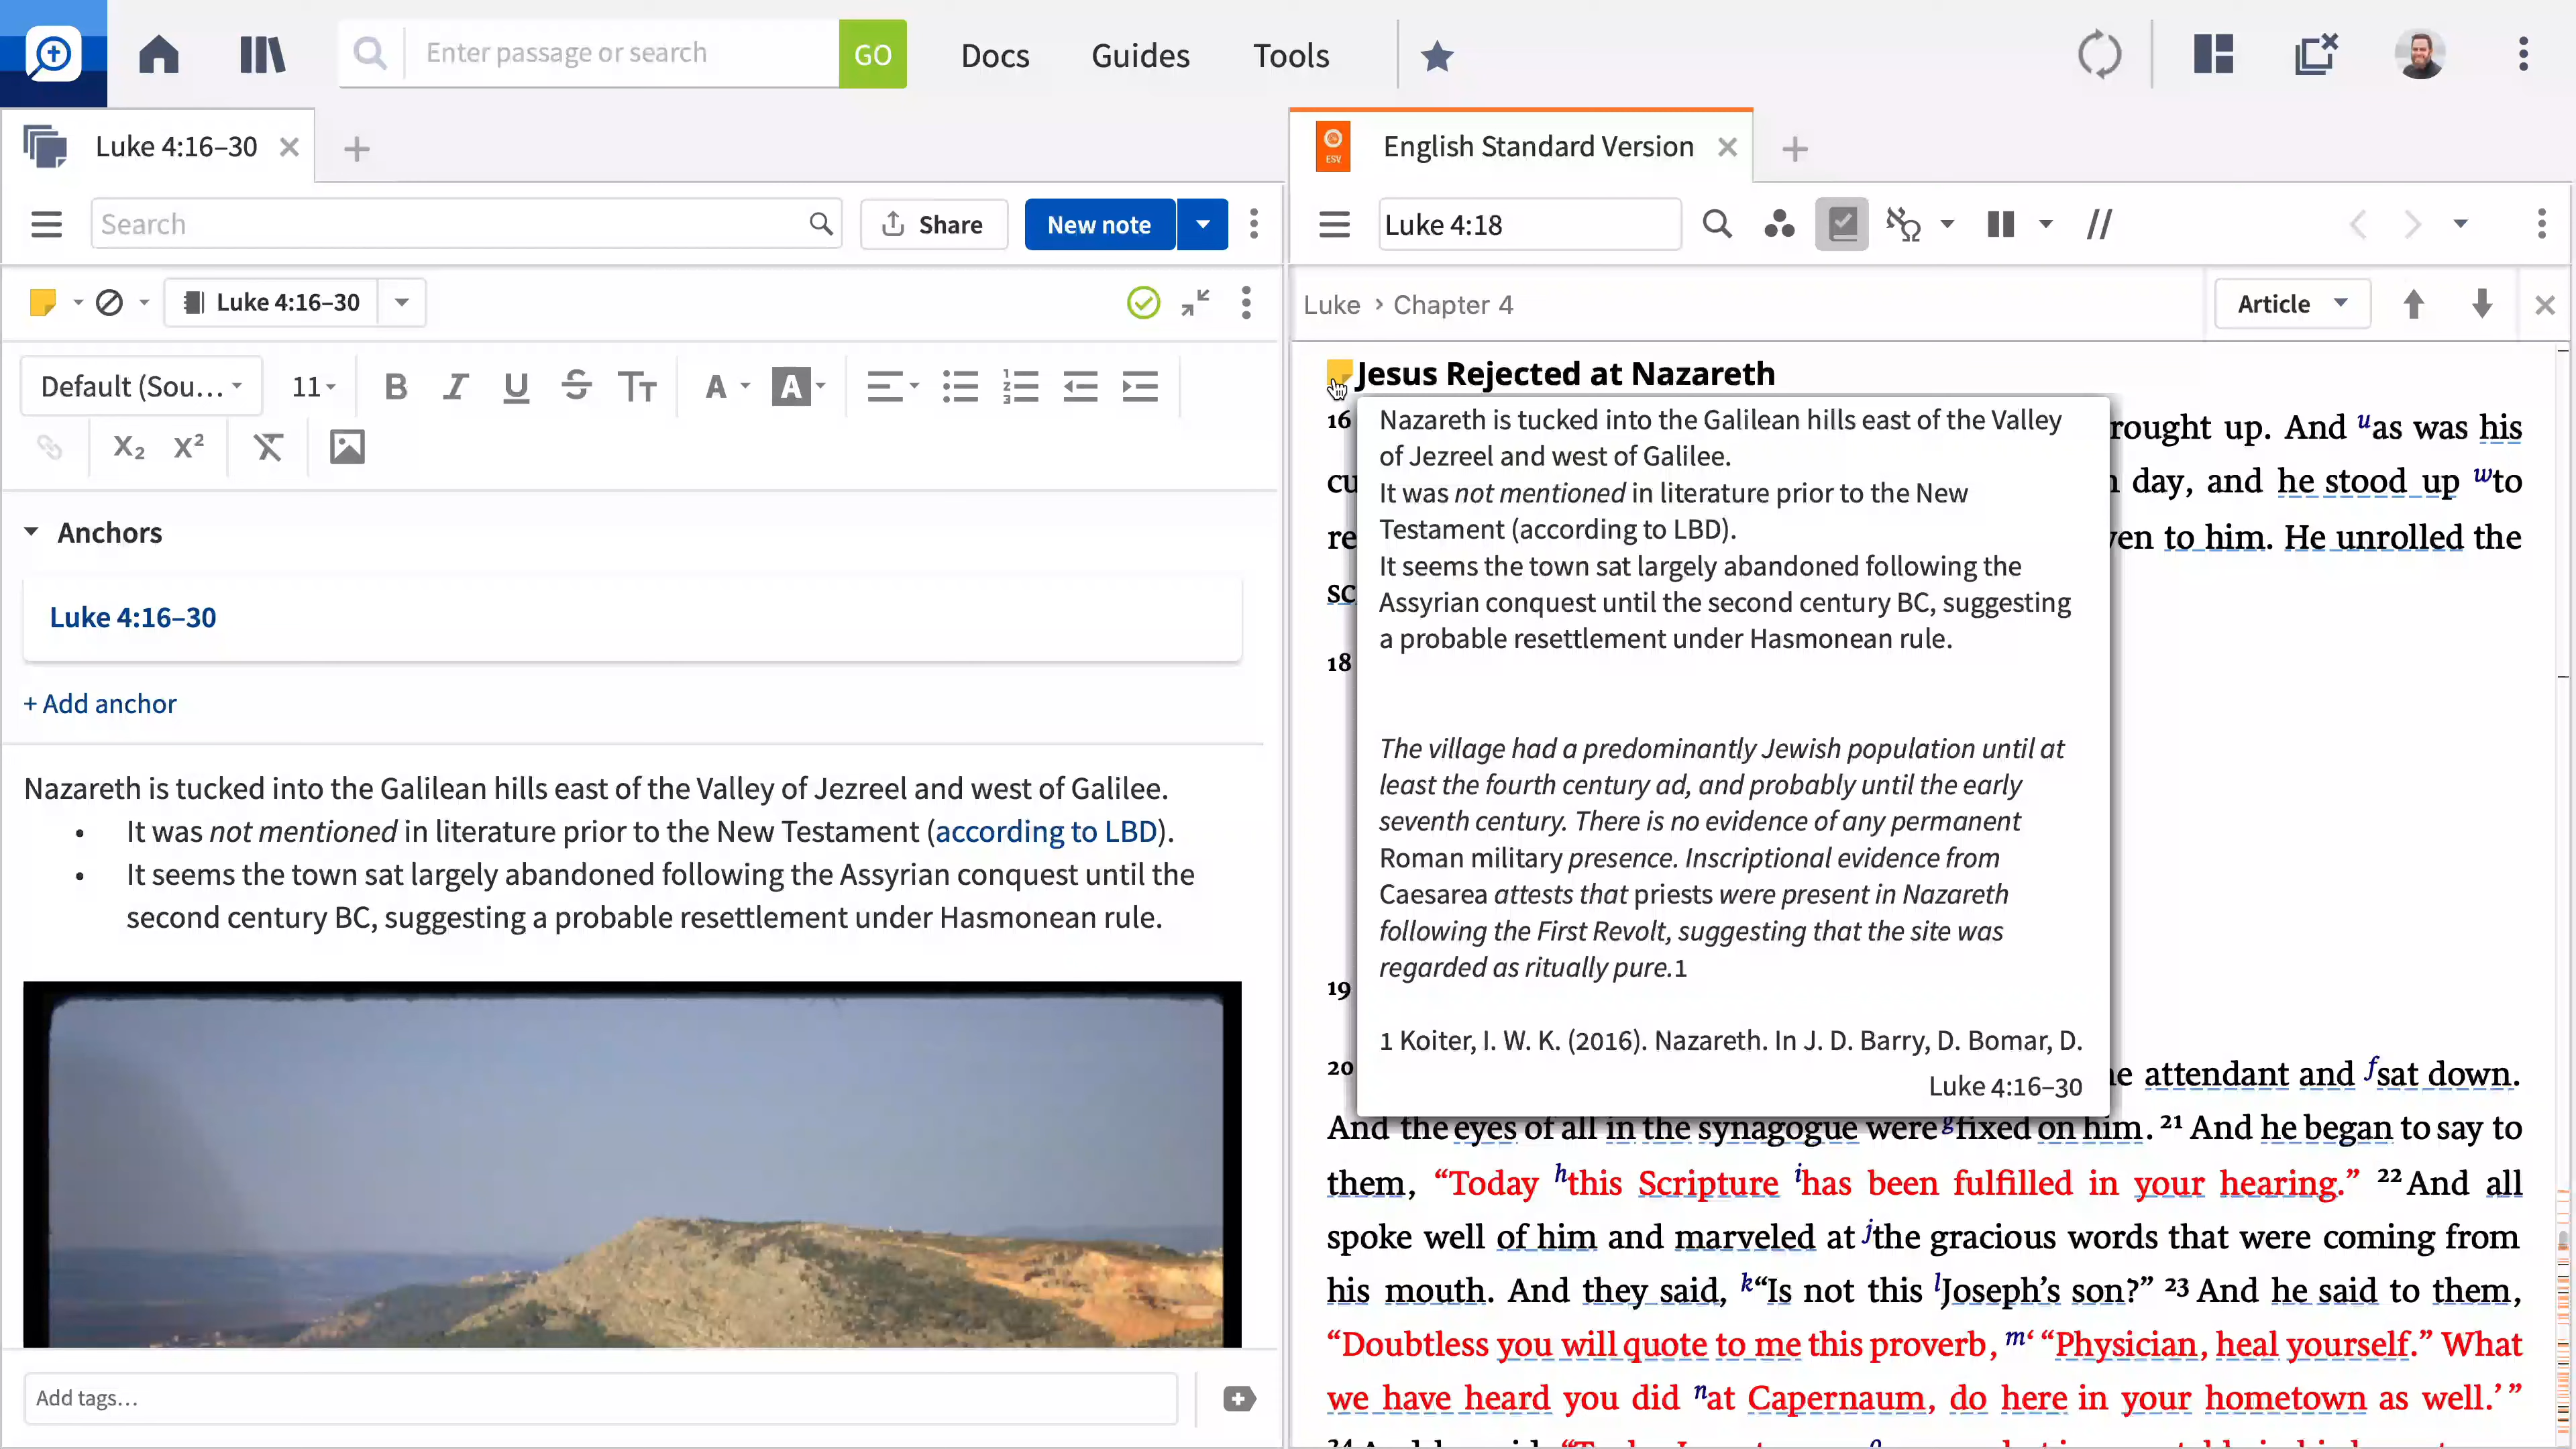 Enter passage or search
GO
Docs
Guides
Tools
Luke 4:16–30
Search
Share
New note
Luke 4:16–30
Default (Sou...
11
Anchors
Luke 4:16–30
+ Add anchor
Nazareth is tucked into the Galilean hills east of the Valley of Jezreel and west of Galilee.
• It was not mentioned in literature prior to the New Testament (according to LBD).
• It seems the town sat largely abandoned following the Assyrian conquest until the
second century BC, suggesting a probable resettlement under Hasmonean rule.
Add tags...
ESV
English Standard Version
Luke 4:18
Luke › Chapter 4
Article
Jesus Rejected at Nazareth
16 rought up. And u as was his
cu day, and he stood up w to
re en to him. He unrolled the
sc
18
19
20 attendant and f sat down.
Nazareth is tucked into the Galilean hills east of the Valley
of Jezreel and west of Galilee.
It was not mentioned in literature prior to the New
Testament (according to LBD).
It seems the town sat largely abandoned following the
Assyrian conquest until the second century BC, suggesting
a probable resettlement under Hasmonean rule.
The village had a predominantly Jewish population until at
least the fourth century ad, and probably until the early
seventh century. There is no evidence of any permanent
Roman military presence. Inscriptional evidence from
Caesarea attests that priests were present in Nazareth
following the First Revolt, suggesting that the site was
regarded as ritually pure.1
1 Koiter, I. W. K. (2016). Nazareth. In J. D. Barry, D. Bomar, D.
Luke 4:16–30
And the eyes of all in the synagogue were g fixed on him. 21 And he began to say to
them, “Today h this Scripture i has been fulfilled in your hearing.” 22 And all
spoke well of him and marveled at j the gracious words that were coming from
his mouth. And they said, k “Is not this l Joseph’s son?” 23 And he said to them,
“Doubtless you will quote to me this proverb, m ‘ “Physician, heal yourself.” What
we have heard you did n at Capernaum, do here in your hometown as well.’ ”